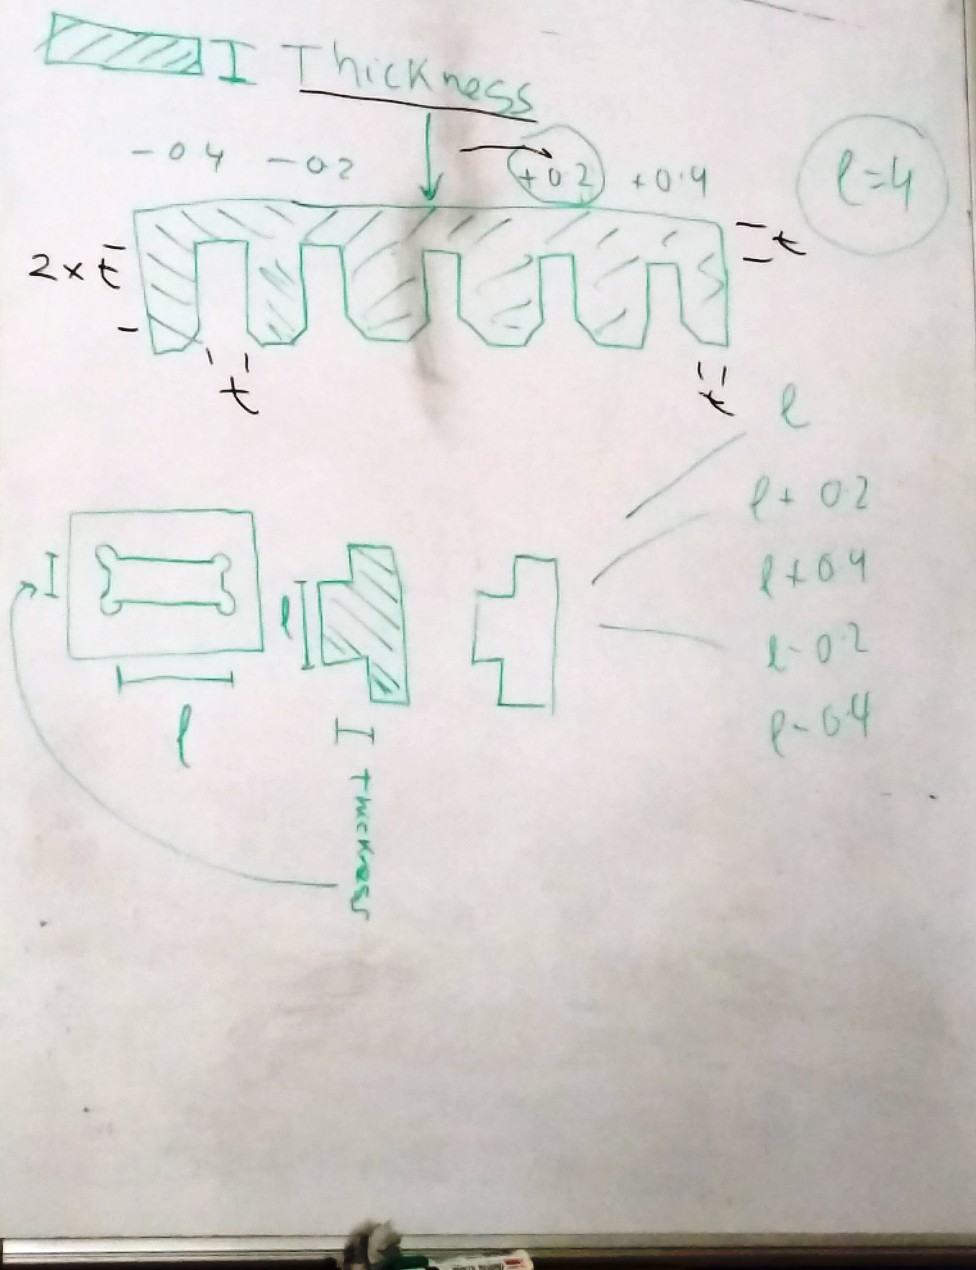 I Thickness
-0.4 -0.2 +0.2 +0.4
l=4
2 x t
t
t
t
l
l + 0.2
l + 0.4
l - 0.2
l - 0.4
l
l
Thickness